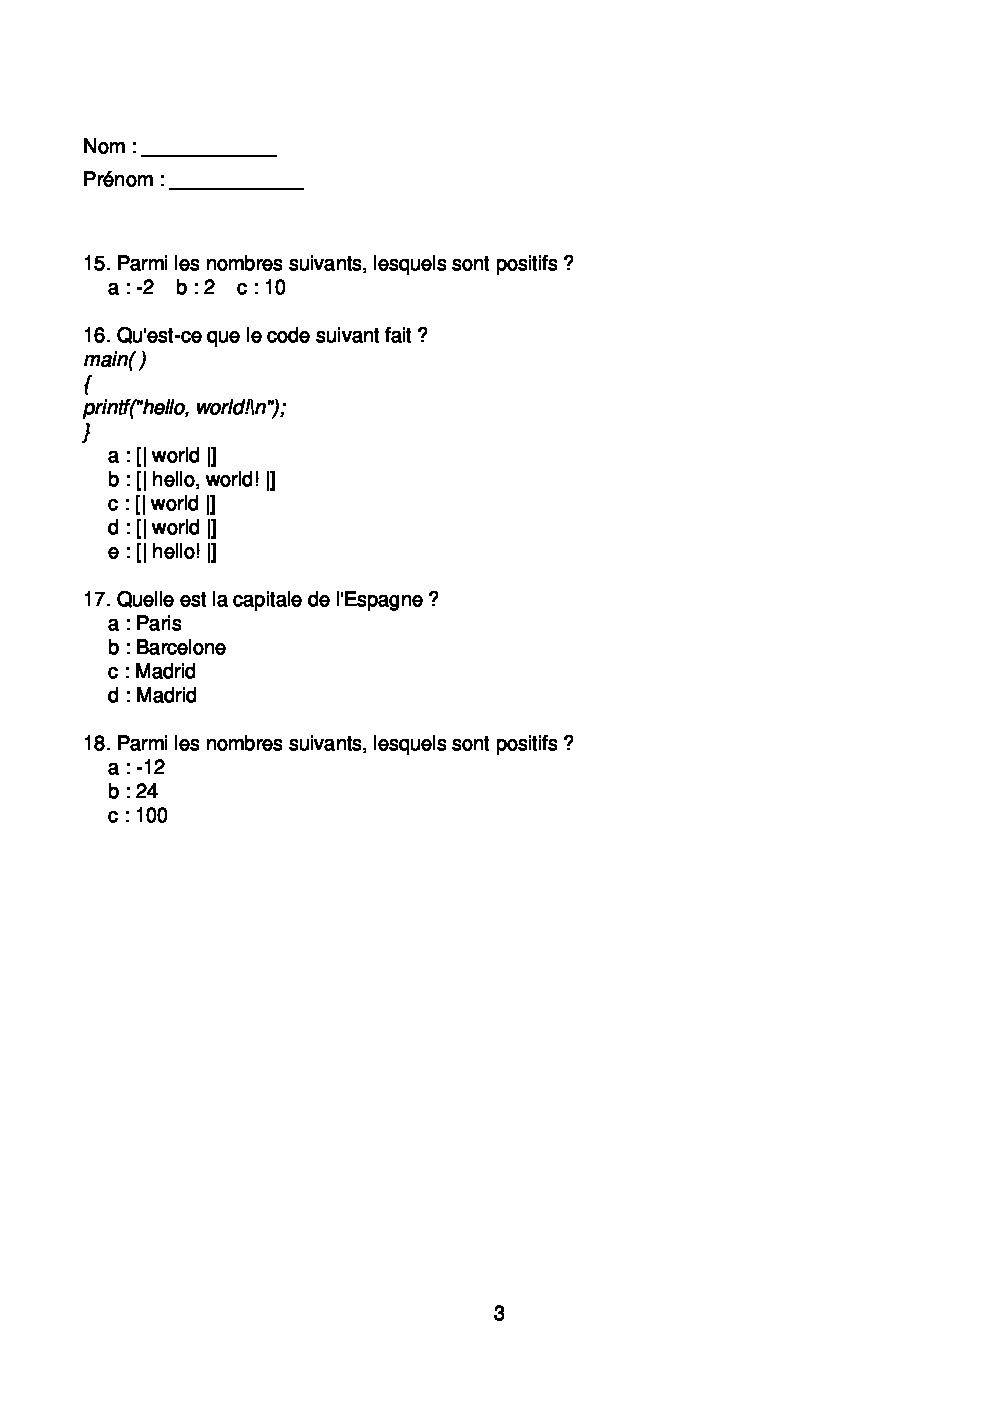 Nom : ____________
Prénom : ____________
15. Parmi les nombres suivants, lesquels sont positifs ?
a : -2 b : 2 c : 10
16. Qu'est-ce que le code suivant fait ?
main( )
{
printf("hello, world!\n");
}
a : [| world |]
b : [| hello, world! |]
c : [| world |]
d : [| world |]
e : [| hello! |]
17. Quelle est la capitale de l'Espagne ?
a : Paris
b : Barcelone
c : Madrid
d : Madrid
18. Parmi les nombres suivants, lesquels sont positifs ?
a : -12
b : 24
c : 100
3